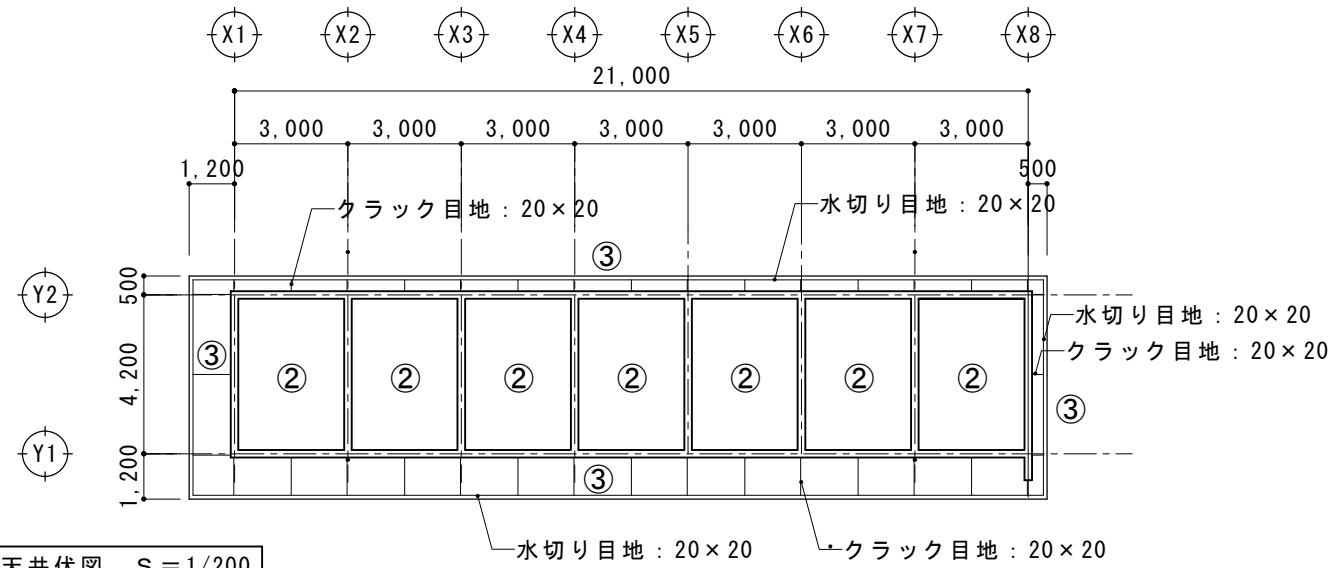 X1 X2 X3 X4 X5 X6 X7 X8
21,000
3,000 3,000 3,000 3,000 3,000 3,000 3,000
1,200 500
クラック目地：20×20 水切り目地：20×20
③
Y2 500
水切り目地：20×20
③ クラック目地：20×20
4,200 ② ② ② ② ② ② ②
③
Y1
1,200 ③
水切り目地：20×20 クラック目地：20×20
天井伏図 S＝1/200